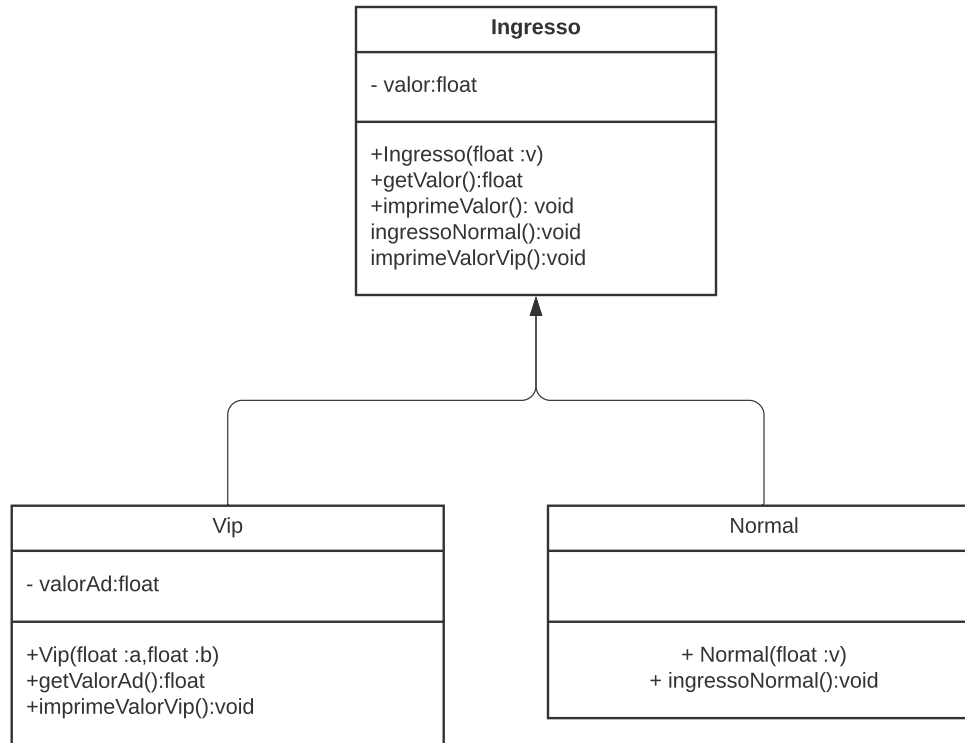 Ingresso
- valor:float
+Ingresso(float :v)
+getValor():float
+imprimeValor(): void
ingressoNormal():void
imprimeValorVip():void
Vip
- valorAd:float
+Vip(float :a,float :b)
+getValorAd():float
+imprimeValorVip():void
Normal
+ Normal(float :v)
+ ingressoNormal():void